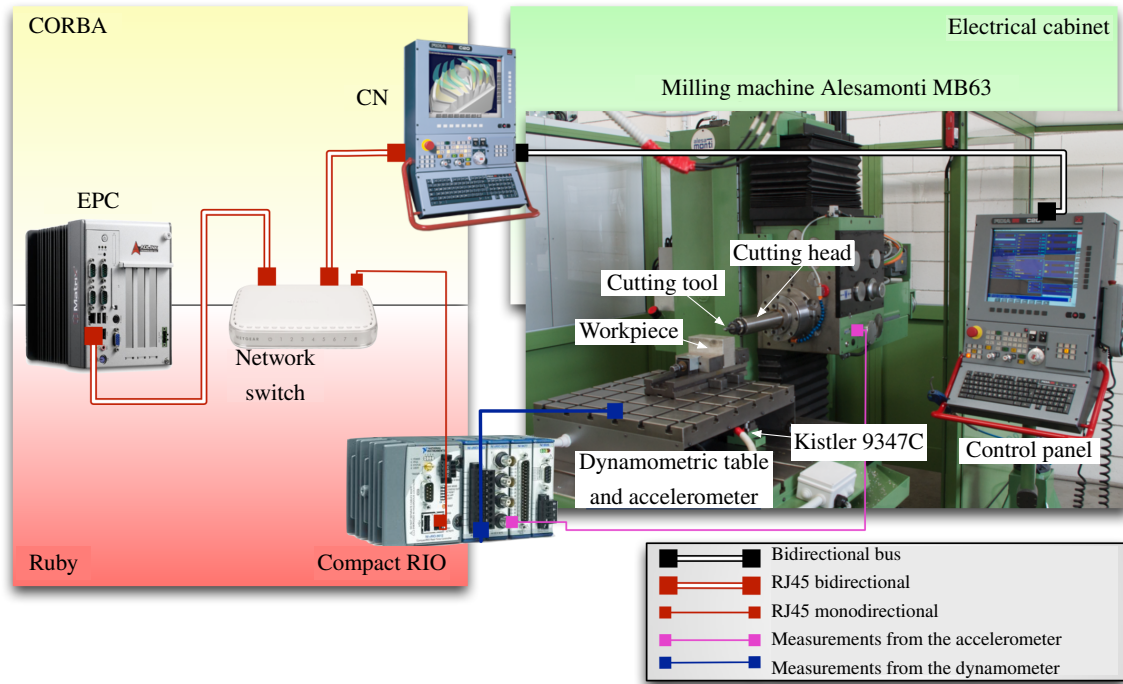 CORBA
Electrical cabinet
CN
Milling machine Alesamonti MB63
EPC
Cutting head
Cutting tool
Workpiece
Network
switch
Kistler 9347C
Control panel
Dynamometric table
and accelerometer
Ruby
Compact RIO
Bidirectional bus
RJ45 bidirectional
RJ45 monodirectional
Measurements from the accelerometer
Measurements from the dynamometer
Matrix
monti